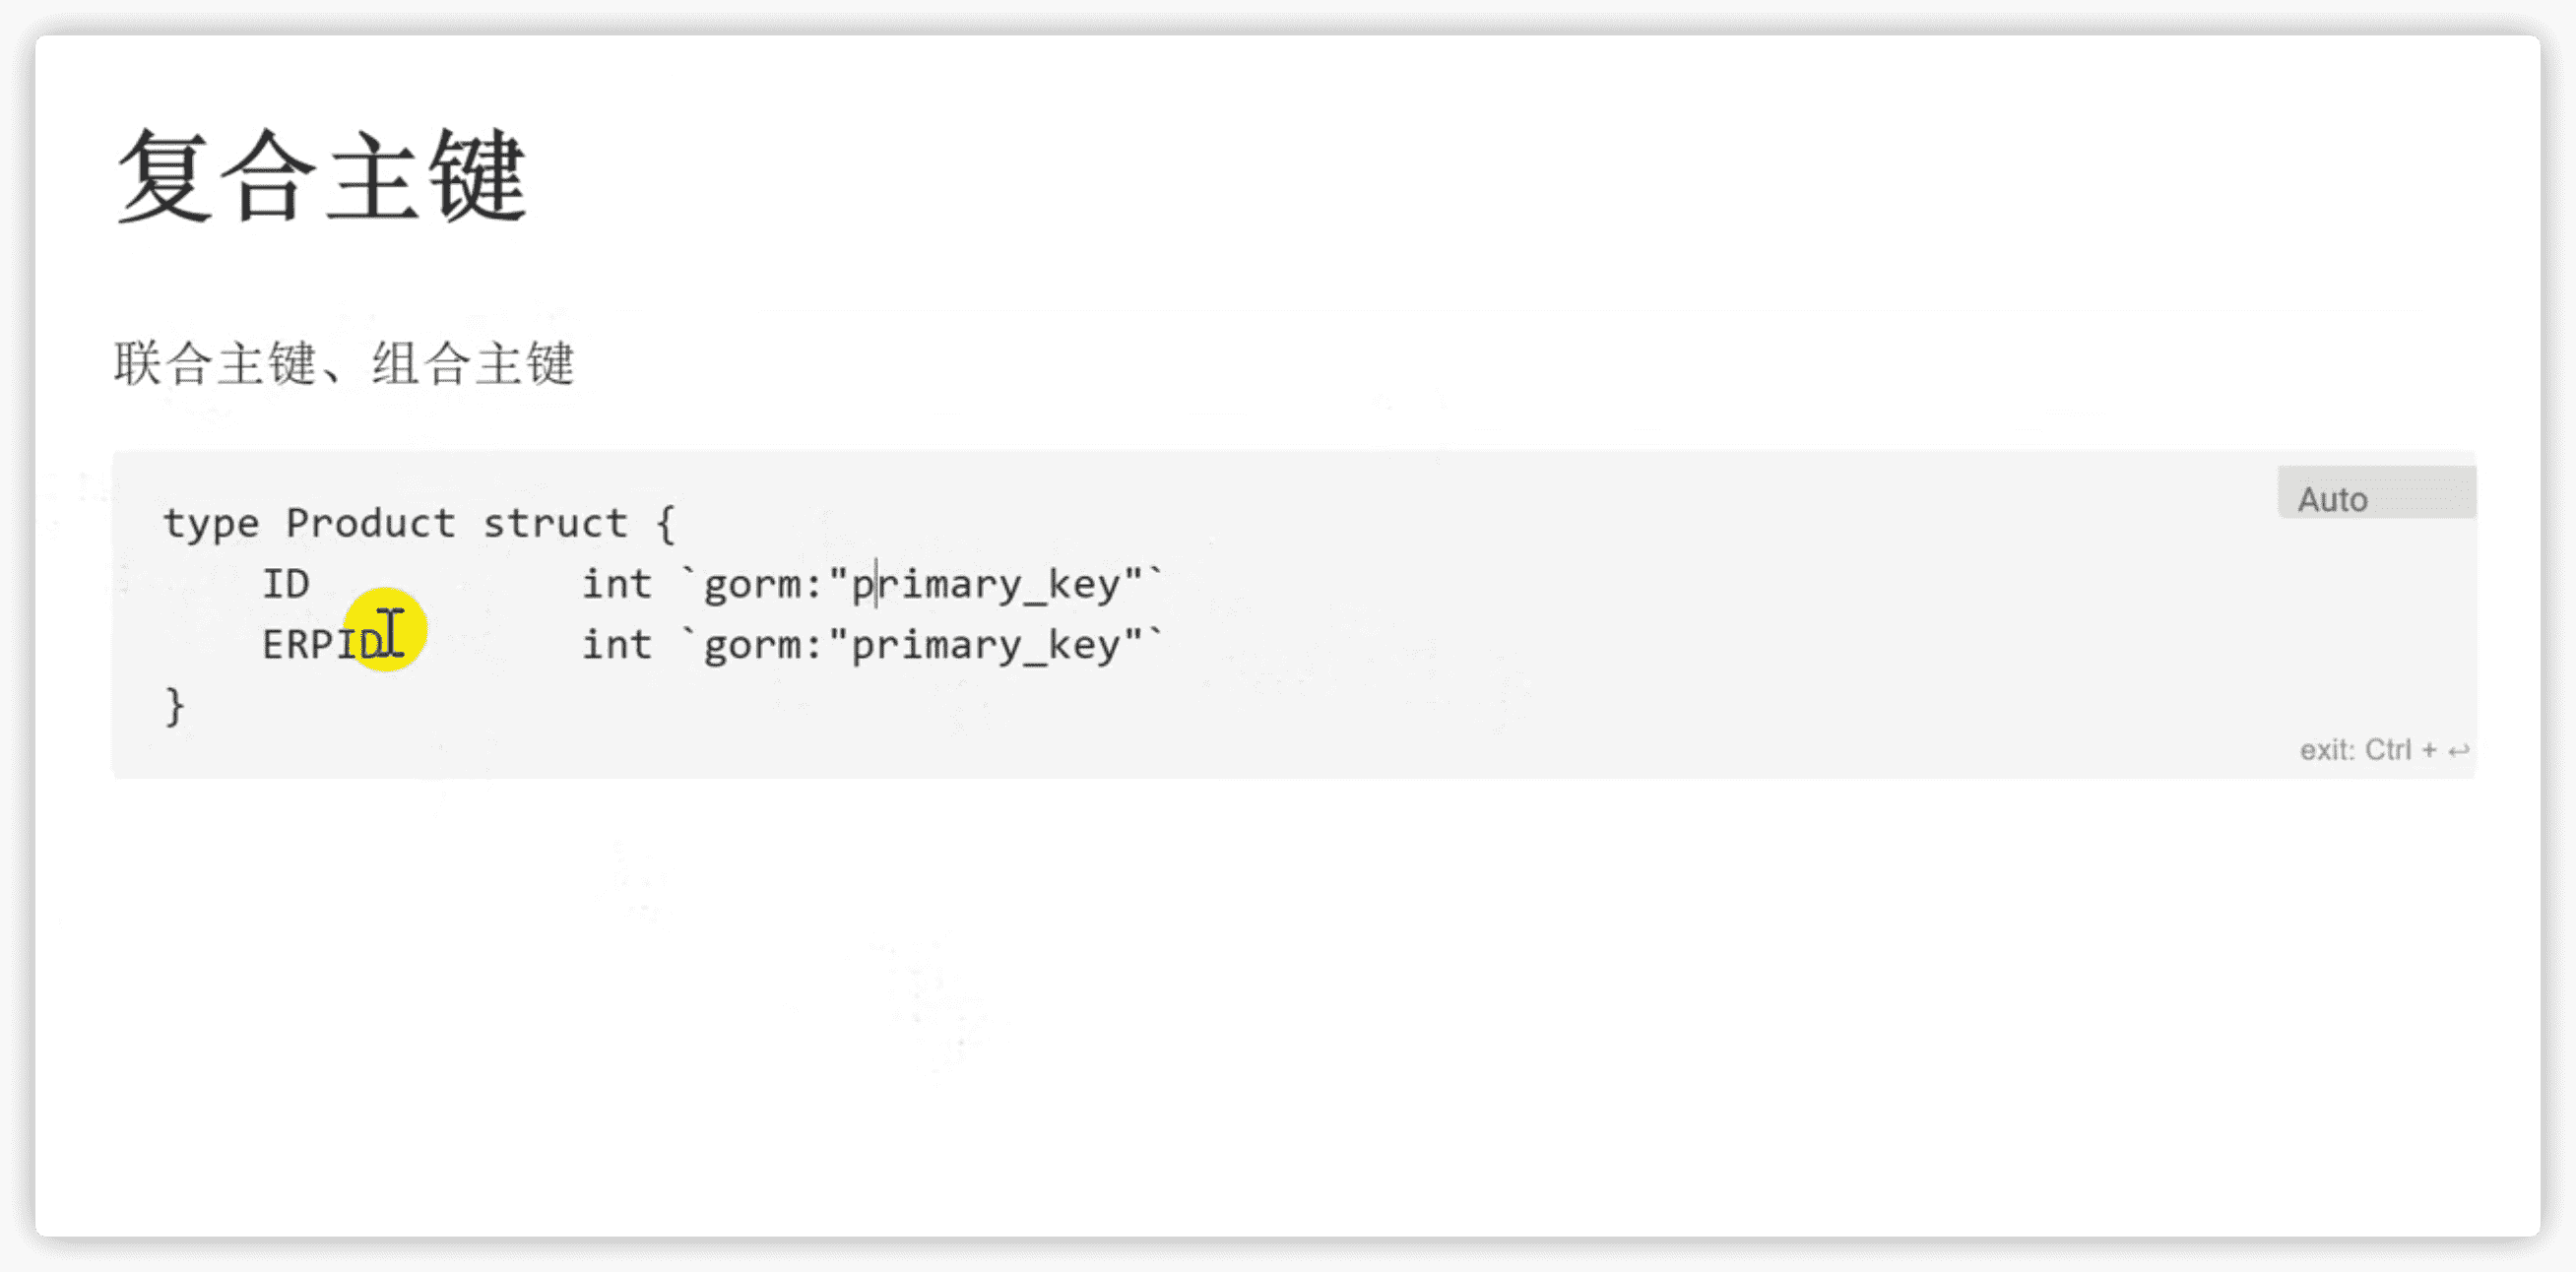 复合主键
联合主键、组合主键
Auto
type Product struct {
    ID           int `gorm:"primary_key"`
    ERPID        int `gorm:"primary_key"`
}
exit: Ctrl + ↩